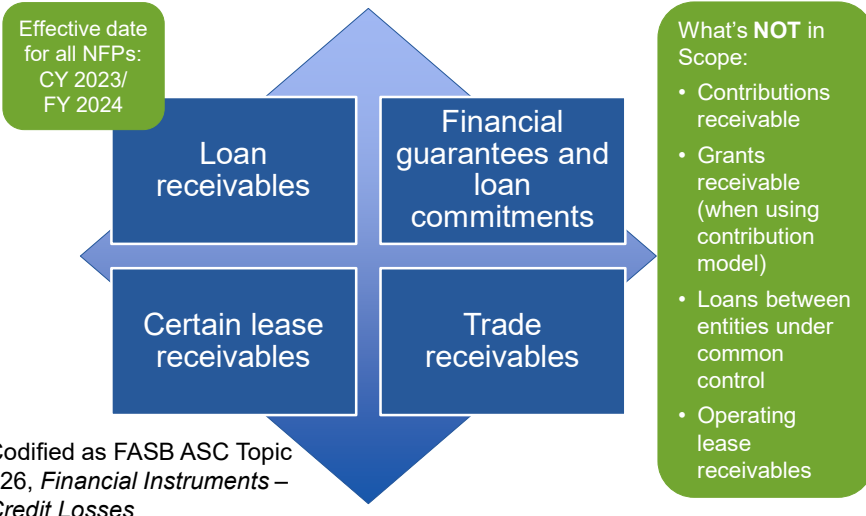 Effective date
for all NFPs:
CY 2023/
FY 2024
Loan
receivables
Financial
guarantees and
loan
commitments
Certain lease
receivables
Trade
receivables
What's NOT in
Scope:
• Contributions
receivable
• Grants
receivable
(when using
contribution
model)
• Loans between
entities under
common
control
• Operating
lease
receivables
Codified as FASB ASC Topic
26, Financial Instruments –
Credit Losses